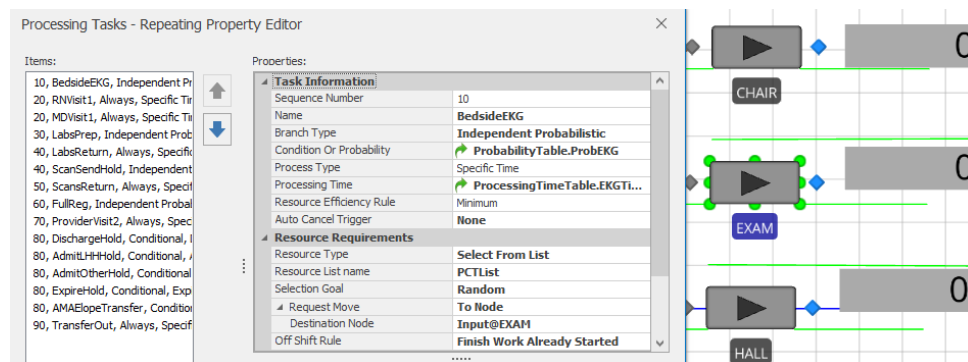 Processing Tasks - Repeating Property Editor
Items:
10, BedsideEKG, Independent Pr
20, RNVisit1, Always, Specific Tir
20, MDVisit1, Always, Specific Ti
30, LabsPrep, Independent Prob
40, LabsReturn, Always, Specific
40, ScanSendHold, Independent
50, ScansReturn, Always, Specif
60, FullReg, Independent Probal
70, ProviderVisit2, Always, Spec
80, DischargeHold, Conditional, I
80, AdmitLHHHold, Conditional, A
80, AdmitOtherHold, Conditional
80, ExpireHold, Conditional, Exp
80, AMAElopeTransfer, Conditio
90, TransferOut, Always, Specif
Properties:
Task Information
Sequence Number 10
Name BedsideEKG
Branch Type Independent Probabilistic
Condition Or Probability ProbabilityTable.ProbEKG
Process Type Specific Time
Processing Time ProcessingTimeTable.EKGTi...
Resource Efficiency Rule Minimum
Auto Cancel Trigger None
Resource Requirements
Resource Type Select From List
Resource List name PCTList
Selection Goal Random
Request Move To Node
Destination Node Input@EXAM
Off Shift Rule Finish Work Already Started
0
CHAIR
0
EXAM
0
HALL